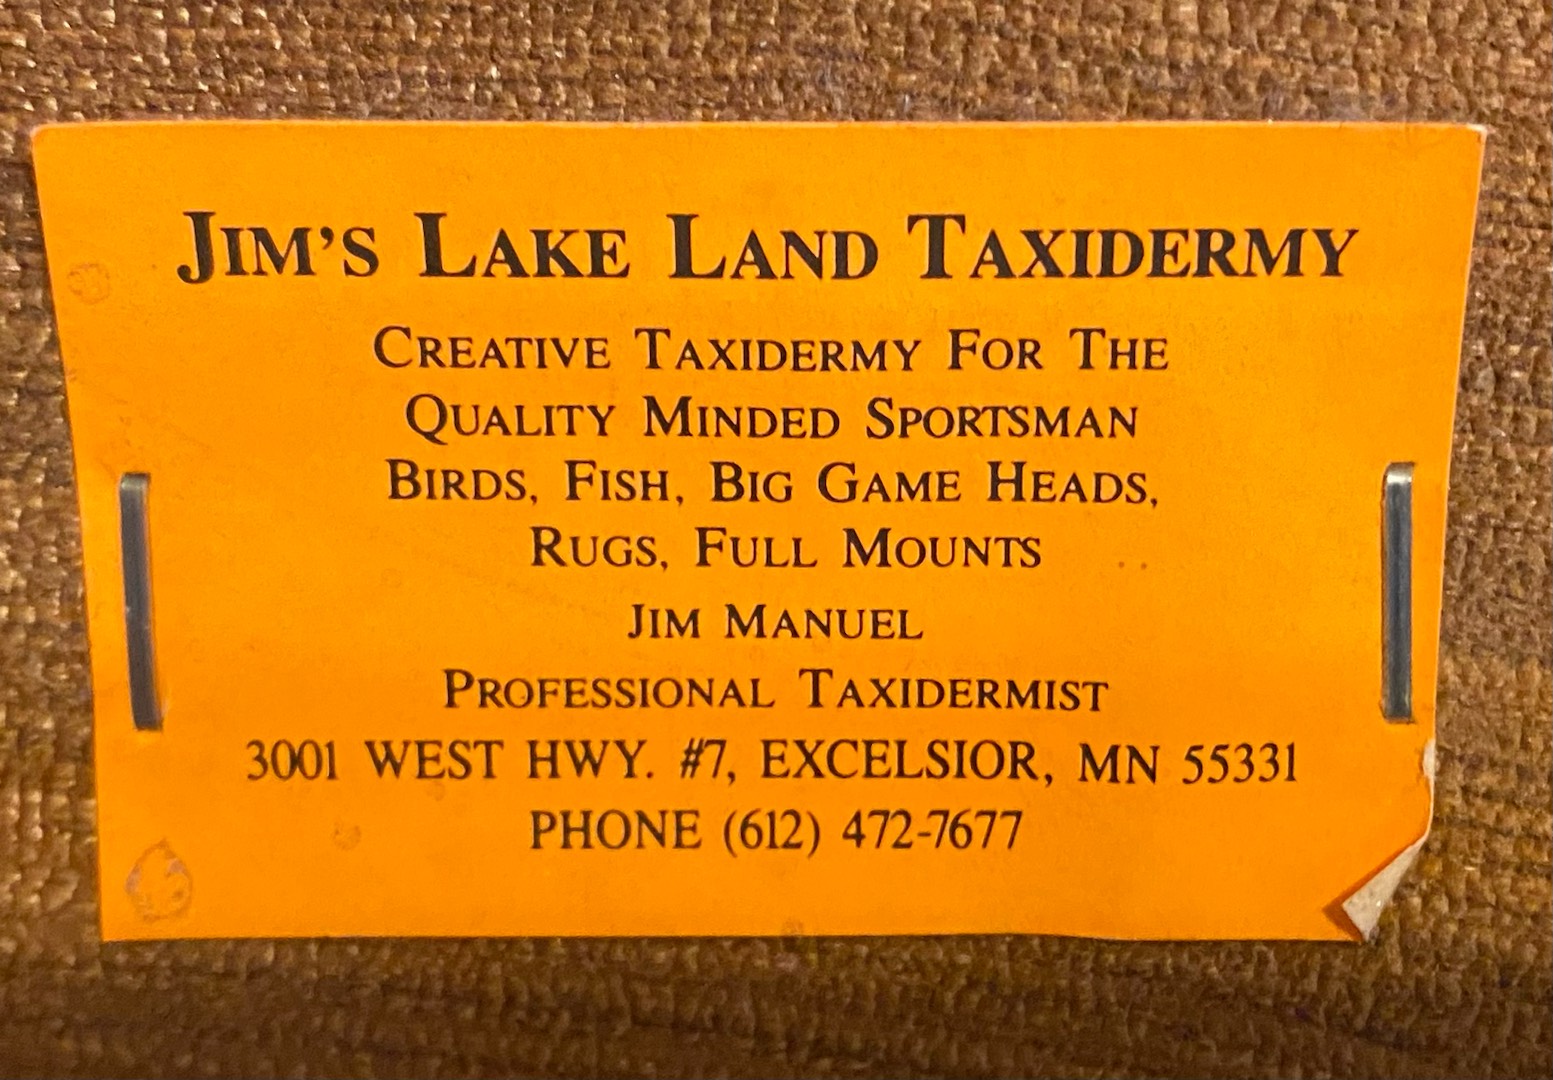 JIM'S LAKE LAND TAXIDERMY
CREATIVE TAXIDERMY FOR THE
QUALITY MINDED SPORTSMAN
BIRDS, FISH, BIG GAME HEADS,
RUGS, FULL MOUNTS
JIM MANUEL
PROFESSIONAL TAXIDERMIST
3001 WEST HWY. #7, EXCELSIOR, MN 55331
PHONE (612) 472-7677